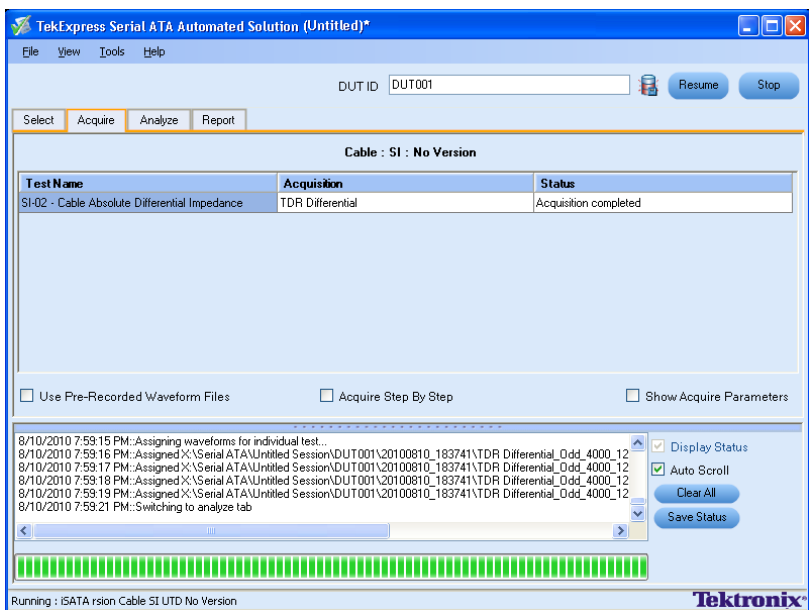 TekExpress Serial ATA Automated Solution (Untitled)*
File View Tools Help
DUT ID DUT001 Resume Stop
Select Acquire Analyze Report
Cable : SI : No Version
Test Name Acquisition Status
SI-02 - Cable Absolute Differential Impedance TDR Differential Acquisition completed
Use Pre-Recorded Waveform Files Acquire Step By Step Show Acquire Parameters
8/10/2010 7:59:15 PM::Assigning waveforms for individual test...
8/10/2010 7:59:16 PM::Assigned X:\Serial ATA\Untitled Session\DUT001\20100810_183741\TDR Differential_Odd_4000_12
8/10/2010 7:59:17 PM::Assigned X:\Serial ATA\Untitled Session\DUT001\20100810_183741\TDR Differential_Odd_4000_12
8/10/2010 7:59:18 PM::Assigned X:\Serial ATA\Untitled Session\DUT001\20100810_183741\TDR Differential_Odd_4000_12
8/10/2010 7:59:19 PM::Assigned X:\Serial ATA\Untitled Session\DUT001\20100810_183741\TDR Differential_Odd_4000_12
8/10/2010 7:59:21 PM::Switching to analyze tab
Display Status
Auto Scroll
Clear All
Save Status
Running : iSATA rsion Cable SI UTD No Version
Tektronix